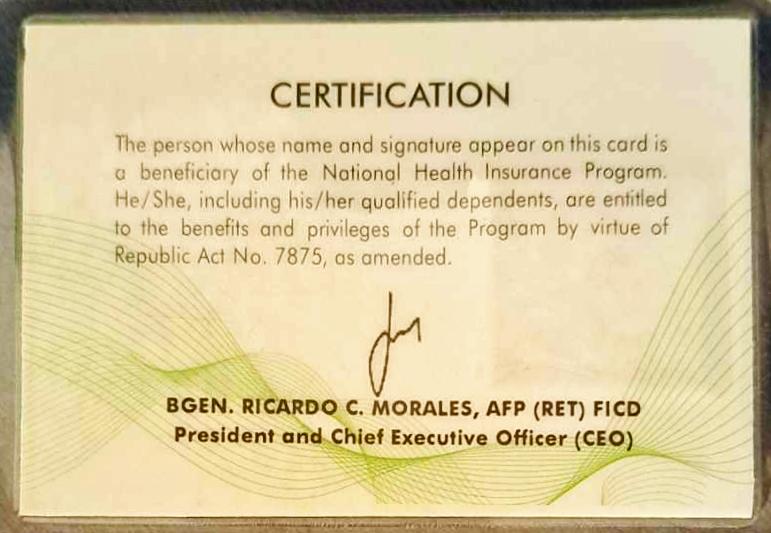 CERTIFICATION
The person whose name and signature appear on this card is
a beneficiary of the National Health Insurance Program.
He/She, including his/her qualified dependents, are entitled
to the benefits and privileges of the Program by virtue of
Republic Act No. 7875, as amended.
BGEN. RICARDO C. MORALES, AFP (RET) FICD
President and Chief Executive Officer (CEO)